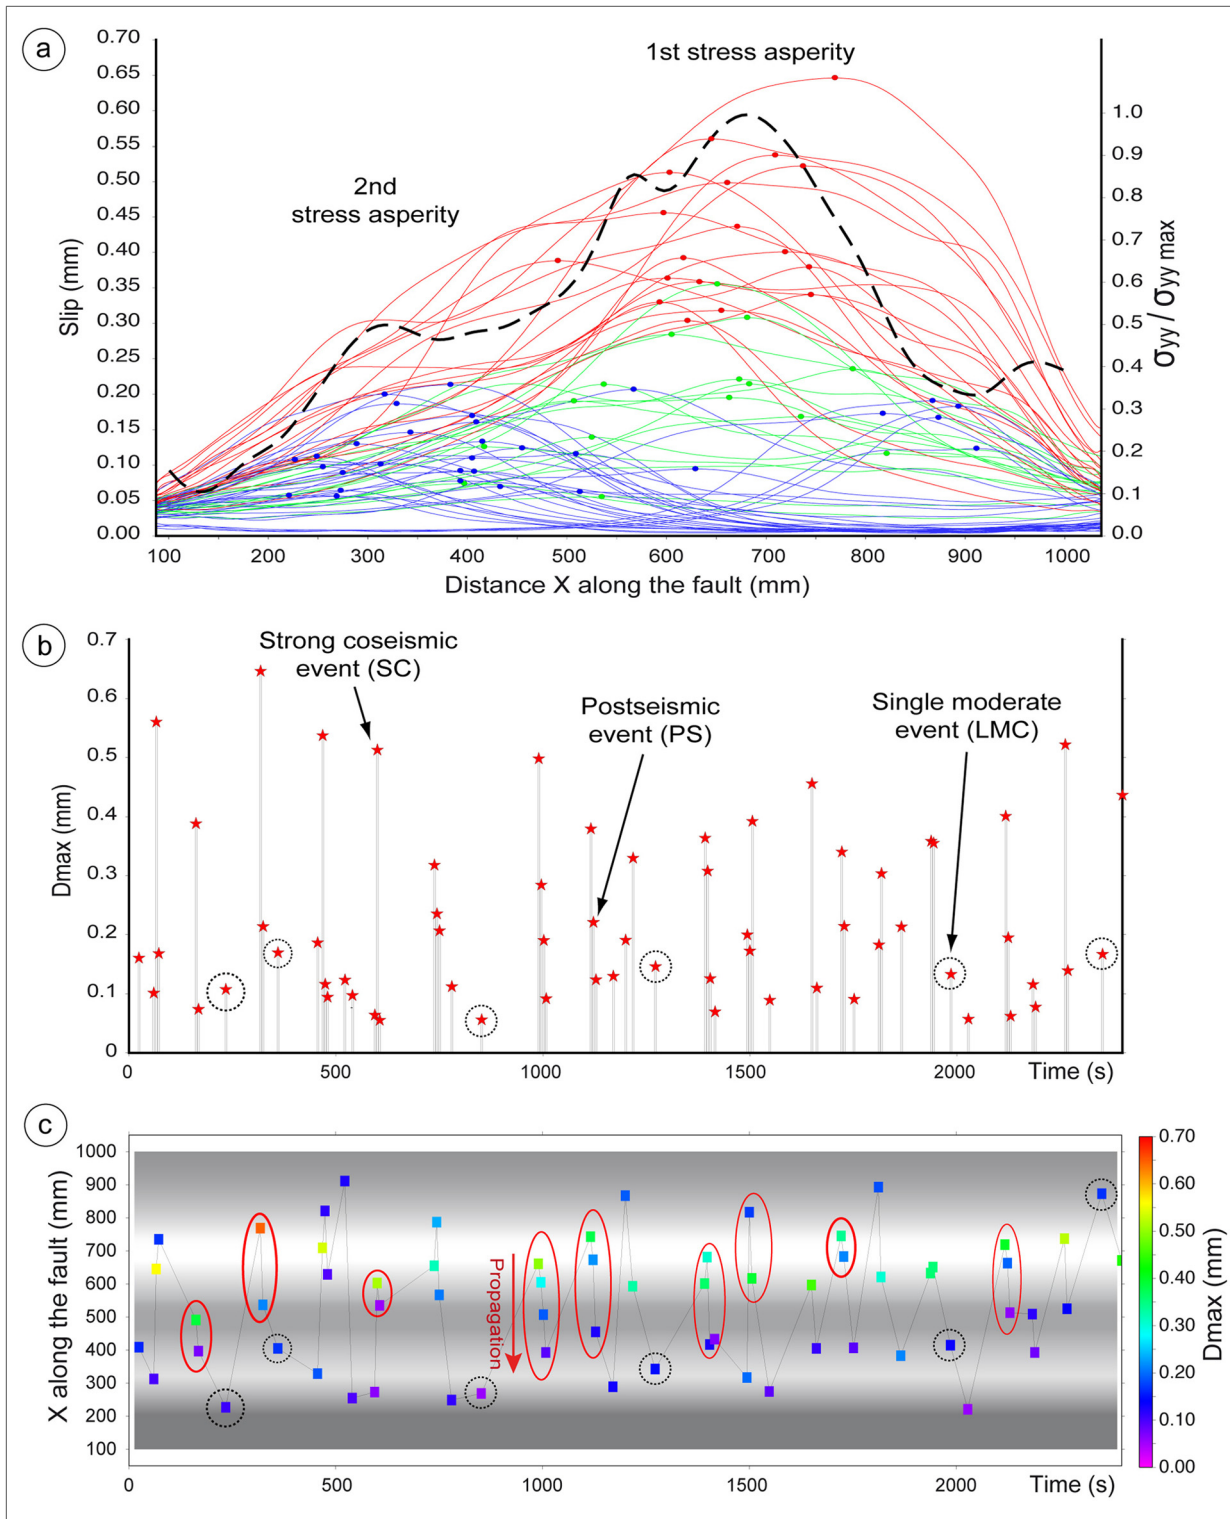 a
0.70
0.65
0.60
0.55
0.50
0.45
0.40
0.35
0.30
0.25
0.20
0.15
0.10
0.05
0.00
Slip (mm)
1st stress asperity
2nd
stress asperity
1.0
0.9
0.8
0.7
0.6
0.5
0.4
0.3
0.2
0.1
0.0
σyy / σyy max
100 200 300 400 500 600 700 800 900 1000
Distance X along the fault (mm)
b
0.7
0.6
0.5
0.4
0.3
0.2
0.1
0
Dmax (mm)
Strong coseismic
event (SC)
Postseismic
event (PS)
Single moderate
event (LMC)
0 500 1000 1500 2000 Time (s)
c
1000
900
800
700
600
500
400
300
200
100
X along the fault (mm)
Propagation
0 500 1000 1500 2000 Time (s)
0.70
0.60
0.50
0.40
0.30
0.20
0.10
0.00
Dmax (mm)